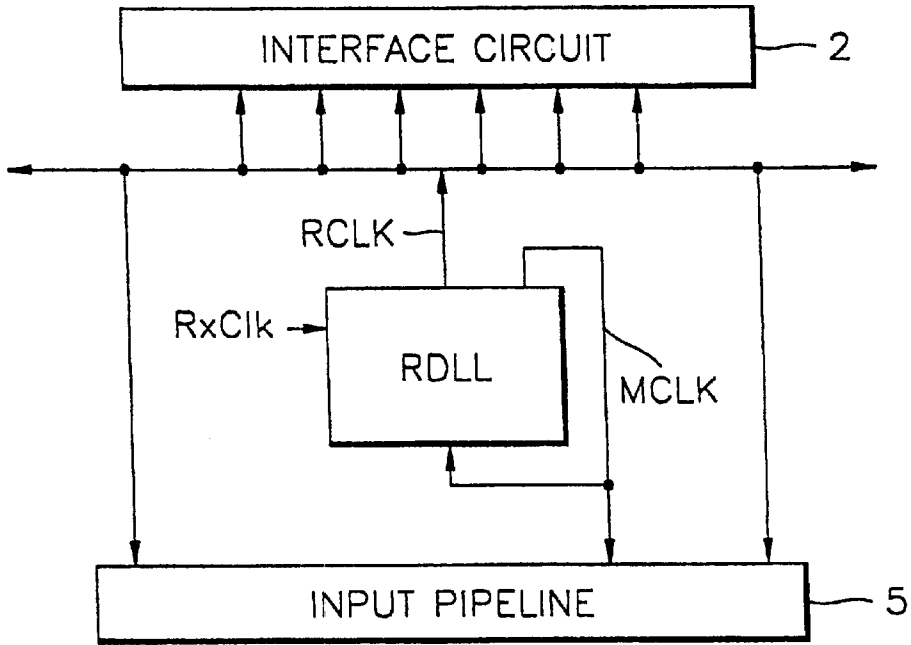 INTERFACE CIRCUIT
2
RCLK
RxClk
RDLL
MCLK
INPUT PIPELINE
5